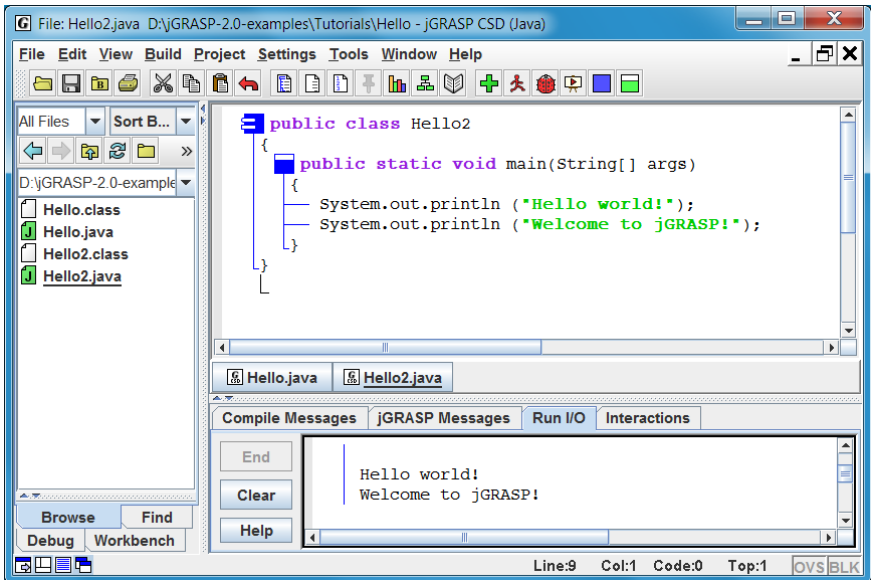 File: Hello2.java D:\jGRASP-2.0-examples\Tutorials\Hello - jGRASP CSD (Java)
File Edit View Build Project Settings Tools Window Help
All Files Sort B...
»
D:\jGRASP-2.0-example
Hello.class
Hello.java
Hello2.class
Hello2.java
public class Hello2
{
public static void main(String[] args)
{
System.out.println ("Hello world!");
System.out.println ("Welcome to jGRASP!");
}
}
Hello.java Hello2.java
Compile Messages jGRASP Messages Run I/O Interactions
End
Clear
Help
Hello world!
Welcome to jGRASP!
Browse Find
Debug Workbench
Line:9 Col:1 Code:0 Top:1 OVS BLK